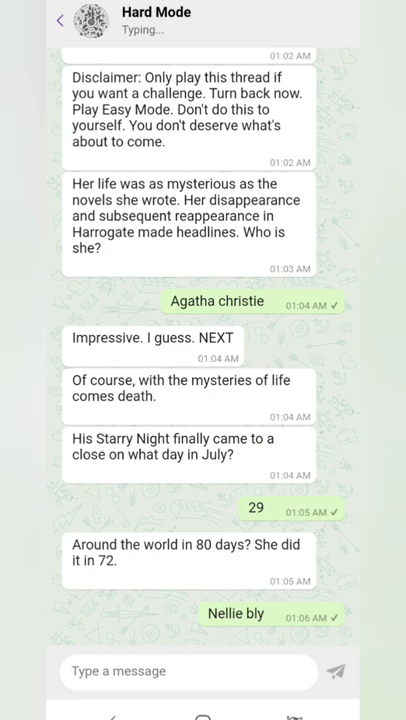 Hard Mode
Typing...
01:02 AM
Disclaimer: Only play this thread if
you want a challenge. Turn back now.
Play Easy Mode. Don't do this to
yourself. You don't deserve what's
about to come.
01:02 AM
Her life was as mysterious as the
novels she wrote. Her disappearance
and subsequent reappearance in
Harrogate made headlines. Who is
she?
01:03 AM
Agatha christie 01:04 AM
Impressive. I guess. NEXT
01:04 AM
Of course, with the mysteries of life
comes death.
01:04 AM
His Starry Night finally came to a
close on what day in July?
01:04 AM
29 01:05 AM
Around the world in 80 days? She did
it in 72.
01:05 AM
Nellie bly 01:06 AM
Type a message